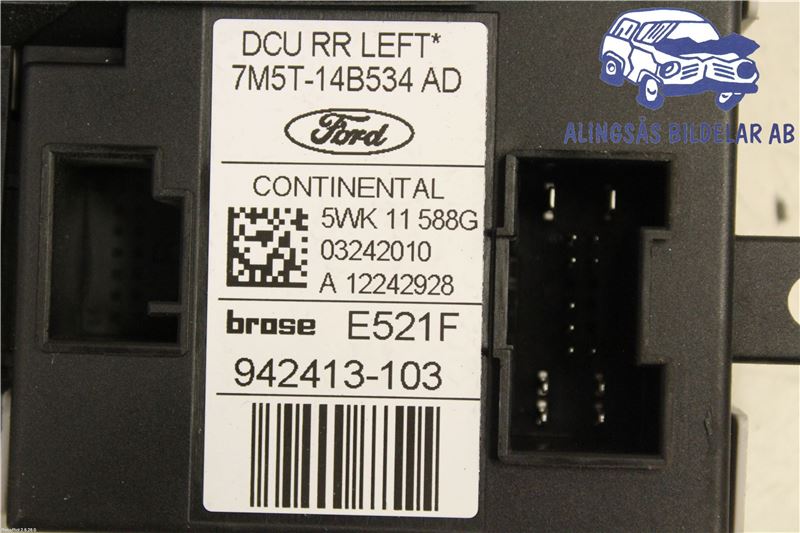 DCU RR LEFT*
7M5T-14B534 AD
Ford
CONTINENTAL
5WK 11 588G
03242010
A 12242928
brose E521F
942413-103
ALINGSÅS BILDELAR AB